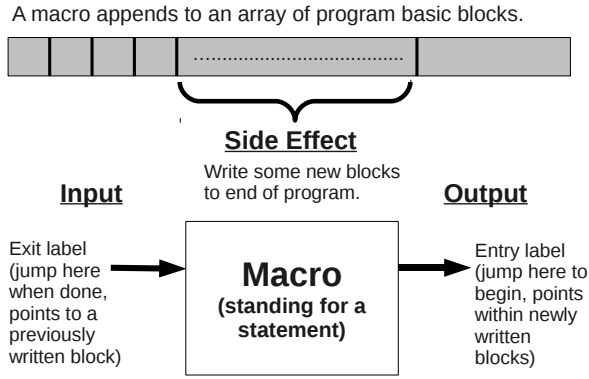 A macro appends to an array of program basic blocks.
Side Effect
Write some new blocks
to end of program.
Input
Output
Exit label
(jump here
when done,
points to a
previously
written block)
Macro
(standing for a
statement)
Entry label
(jump here to
begin, points
within newly
written
blocks)